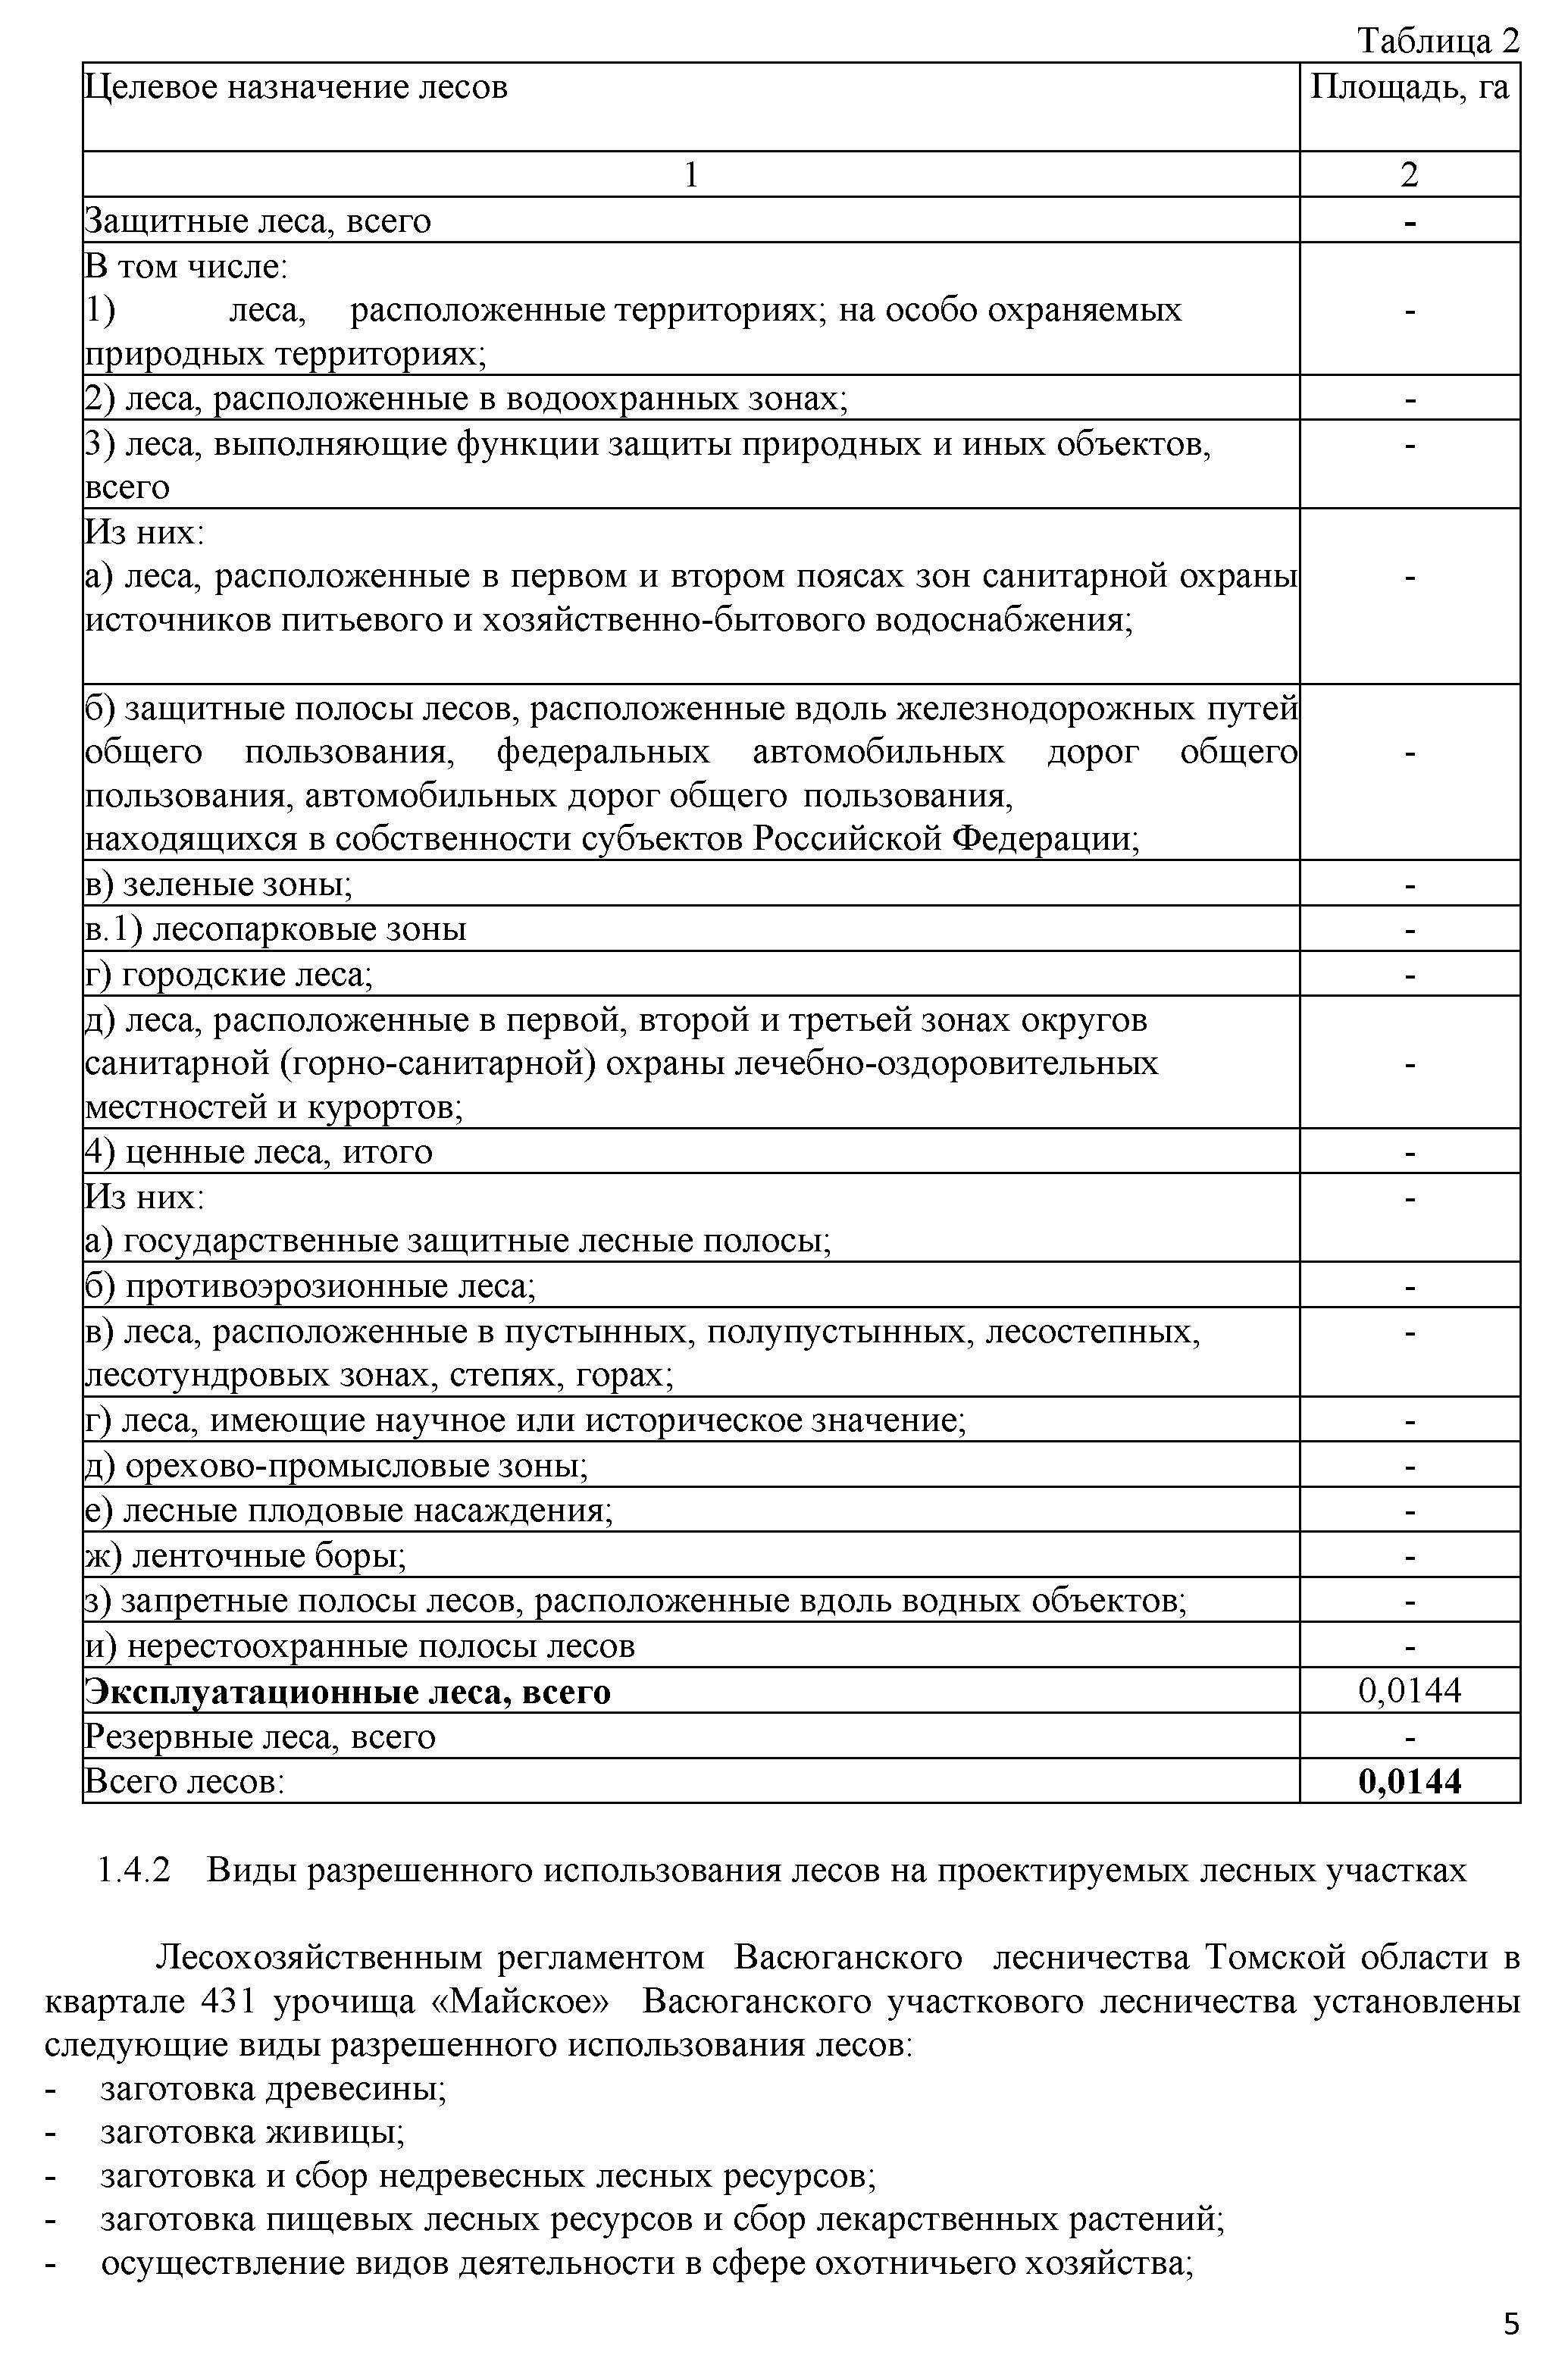 Таблица 2
Целевое назначение лесов Площадь, га
1 2
Защитные леса, всего -
В том числе:
1) леса, расположенные территориях; на особо охраняемых -
природных территориях;
2) леса, расположенные в водоохранных зонах; -
3) леса, выполняющие функции защиты природных и иных объектов, -
всего
Из них:
а) леса, расположенные в первом и втором поясах зон санитарной охраны -
источников питьевого и хозяйственно-бытового водоснабжения;
б) защитные полосы лесов, расположенные вдоль железнодорожных путей
общего пользования, федеральных автомобильных дорог общего -
пользования, автомобильных дорог общего пользования,
находящихся в собственности субъектов Российской Федерации;
в) зеленые зоны; -
в.1) лесопарковые зоны -
г) городские леса; -
д) леса, расположенные в первой, второй и третьей зонах округов
санитарной (горно-санитарной) охраны лечебно-оздоровительных -
местностей и курортов;
4) ценные леса, итого -
Из них: -
а) государственные защитные лесные полосы;
б) противоэрозионные леса; -
в) леса, расположенные в пустынных, полупустынных, лесостепных, -
лесотундровых зонах, степях, горах;
г) леса, имеющие научное или историческое значение; -
д) орехово-промысловые зоны; -
е) лесные плодовые насаждения; -
ж) ленточные боры; -
з) запретные полосы лесов, расположенные вдоль водных объектов; -
и) нерестоохранные полосы лесов -
Эксплуатационные леса, всего 0,0144
Резервные леса, всего -
Всего лесов: 0,0144
1.4.2 Виды разрешенного использования лесов на проектируемых лесных участках
Лесохозяйственным регламентом Васюганского лесничества Томской области в
квартале 431 урочища «Майское» Васюганского участкового лесничества установлены
следующие виды разрешенного использования лесов:
- заготовка древесины;
- заготовка живицы;
- заготовка и сбор недревесных лесных ресурсов;
- заготовка пищевых лесных ресурсов и сбор лекарственных растений;
- осуществление видов деятельности в сфере охотничьего хозяйства;
5